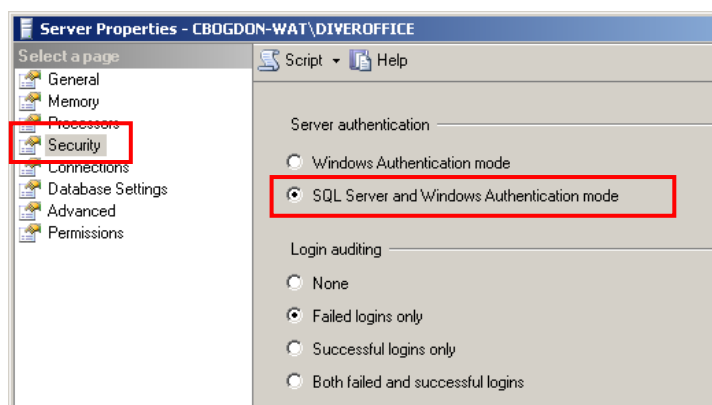 Server Properties - CBOGDON-WAT\DIVEROFFICE
Select a page
General
Memory
Processors
Security
Connections
Database Settings
Advanced
Permissions
Script Help
Server authentication
Windows Authentication mode
SQL Server and Windows Authentication mode
Login auditing
None
Failed logins only
Successful logins only
Both failed and successful logins